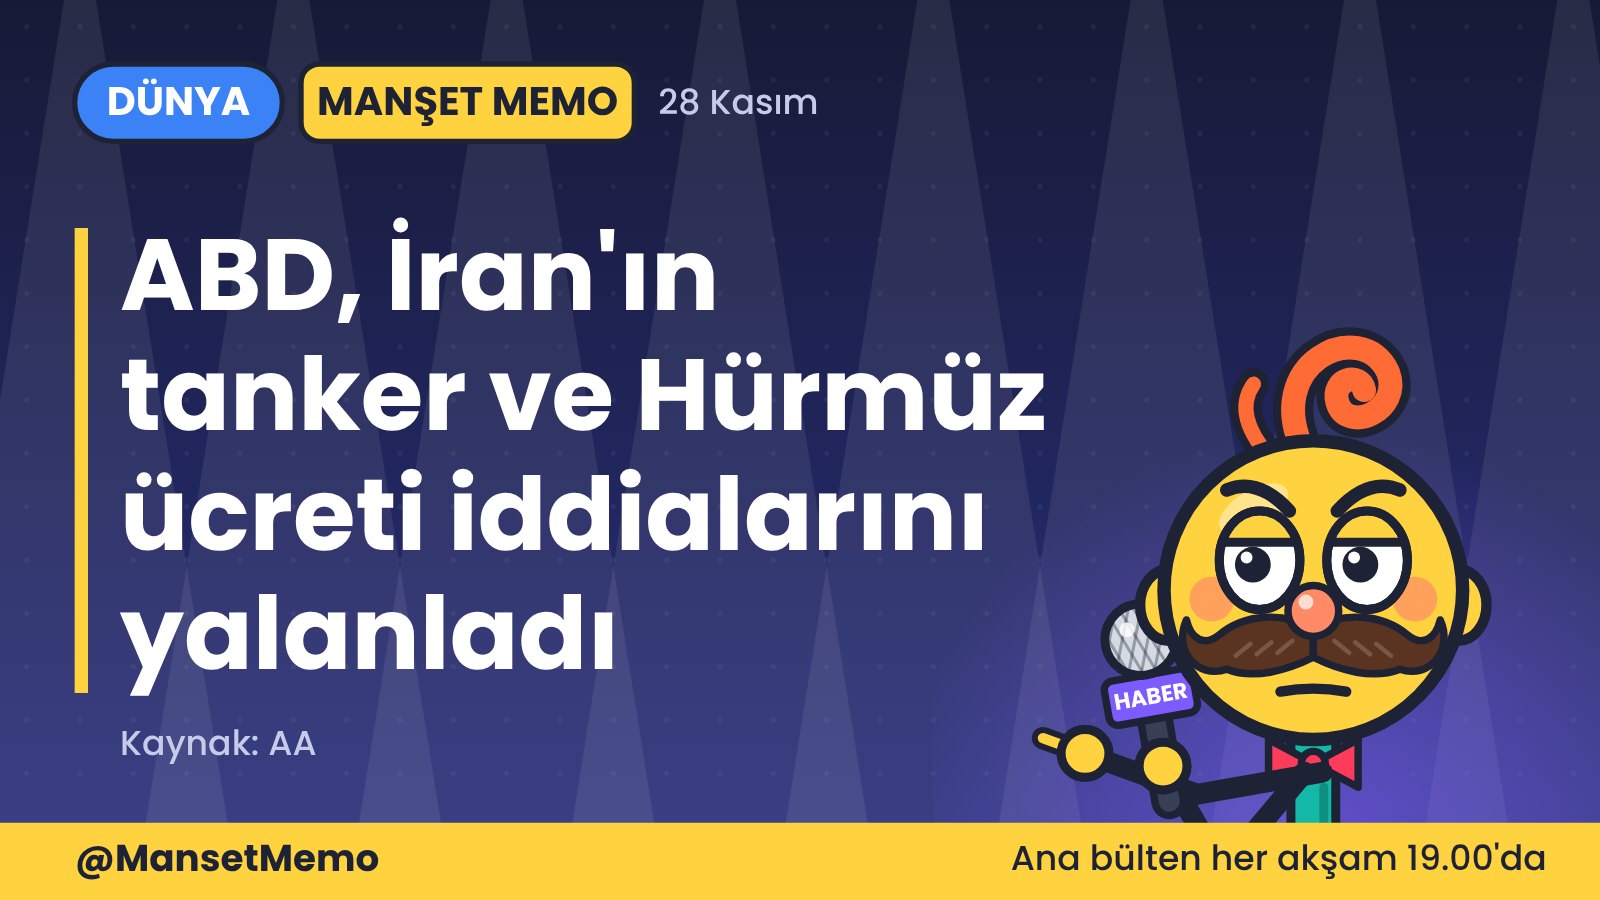 DÜNYA MANŞET MEMO 28 Kasım
ABD, İran'ın
tanker ve Hürmüz
ücreti iddialarını
yalanladı
Kaynak: AA
HABER
@MansetMemo Ana bülten her akşam 19.00'da